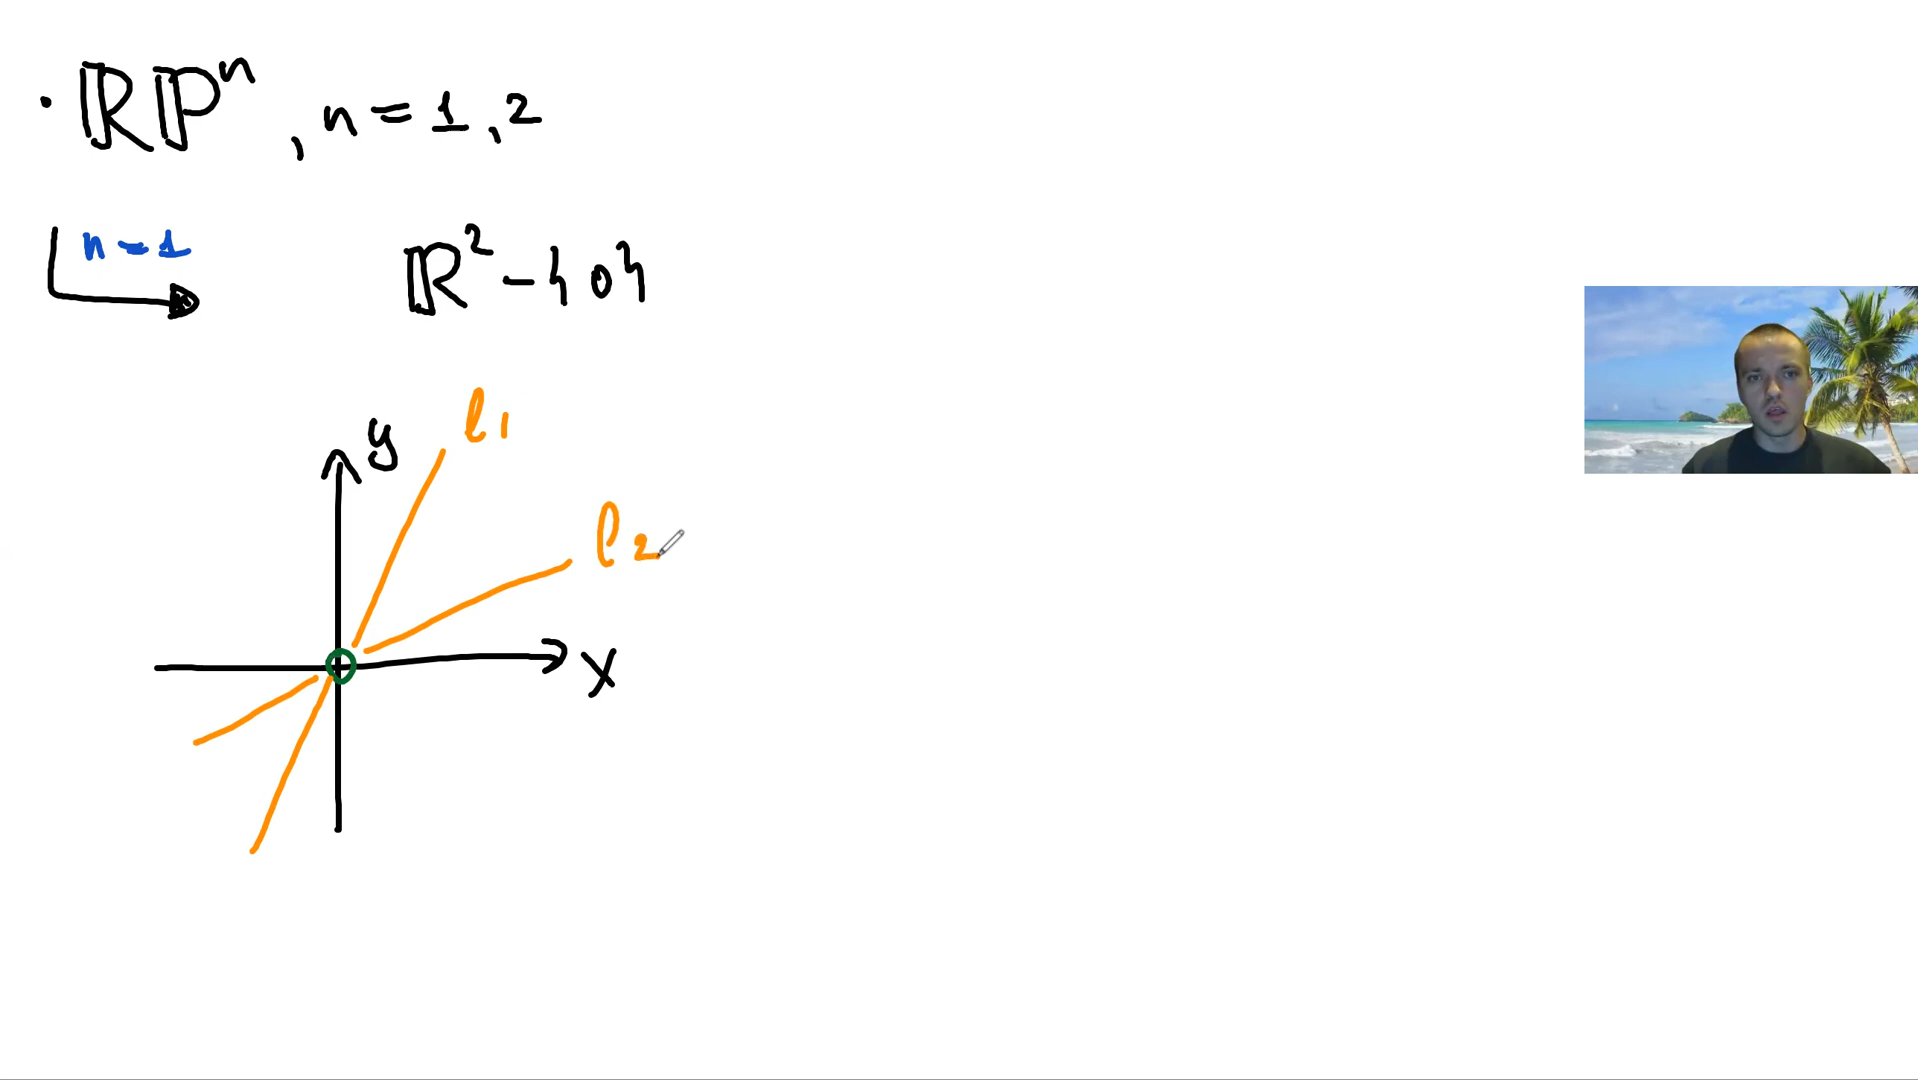 · ℝℙⁿ, n = 1, 2
n = 1
ℝ² - {0}
y
l1
l2
x